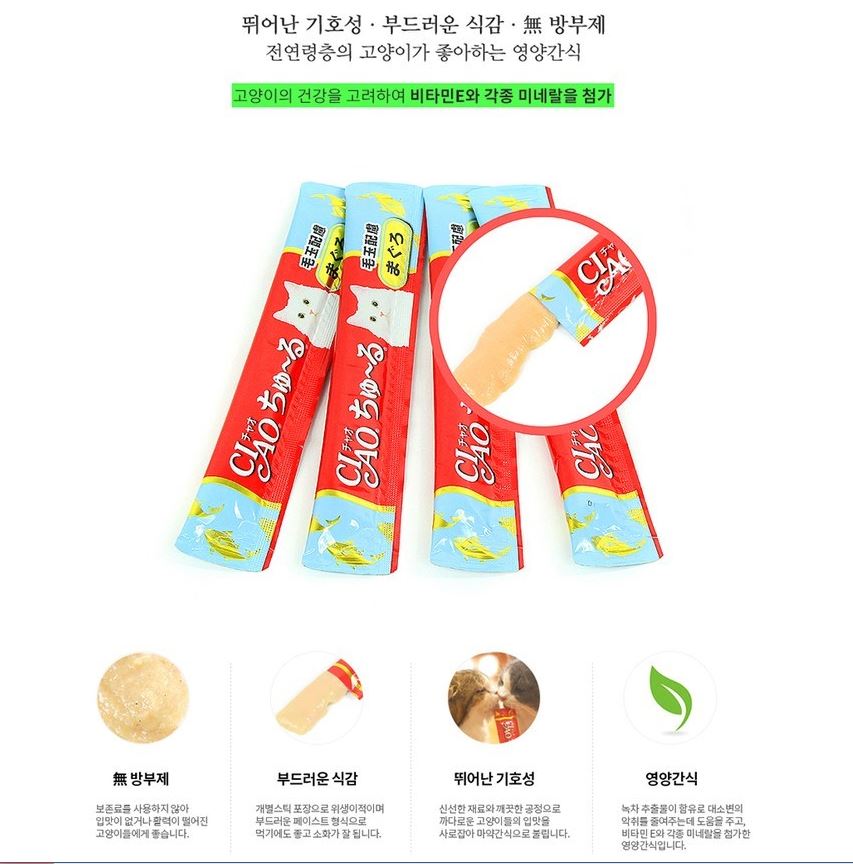 뛰어난 기호성 · 부드러운 식감 · 無 방부제
전연령층의 고양이가 좋아하는 영양간식
고양이의 건강을 고려하여 비타민E와 각종 미네랄을 첨가
毛玉配慮
まぐろ
CIAO
チャオ
ちゅ~る
毛玉配慮
まぐろ
CIAO
チャオ
ちゅ~る
毛玉配慮
CIAO
チャオ
CIAO
チャオ
CIAO
チャオ
無 방부제
보존료를 사용하지 않아
입맛이 없거나 활력이 떨어진
고양이들에게 좋습니다.
부드러운 식감
개별스틱 포장으로 위생이적이며
부드러운 페이스트 형식으로
먹기에도 좋고 소화가 잘 됩니다.
뛰어난 기호성
신선한 재료와 깨끗한 공정으로
까다로운 고양이들의 입맛을
사로잡아 마약간식으로 불립니다.
영양간식
녹차 추출물이 함유로 대소변의
악취를 줄여주는데 도움을 주고,
비타민 E와 각종 미네랄을 첨가한
영양간식입니다.